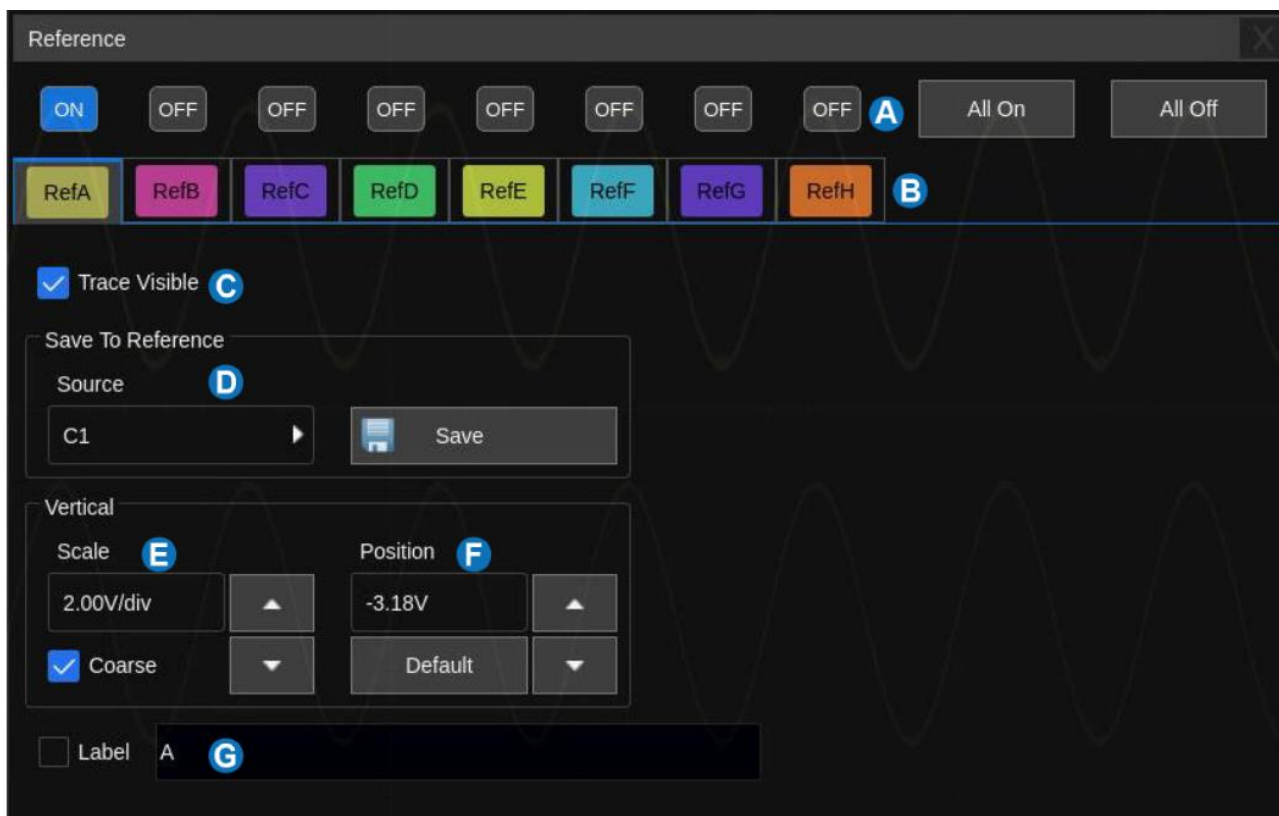 Reference X
ON OFF OFF OFF OFF OFF OFF OFF A All On All Off
RefA RefB RefC RefD RefE RefF RefG RefH B
Trace Visible C
Save To Reference
Source D
C1 Save
Vertical
Scale E Position F
2.00V/div -3.18V
Coarse Default
Label A G